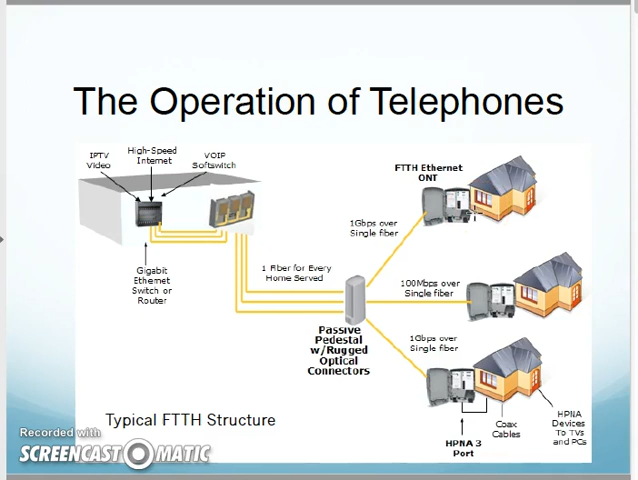 The Operation of Telephones
IPTV
Video
High-Speed
Internet
VOIP
Softswitch
FTTH Ethernet
ONT
1Gbps over
Single fiber
Gigabit
Ethernet
Switch or
Router
1 Fiber for Every
Home Served
100Mbps over
Single fiber
Passive
Pedestal
w/Rugged
Optical
Connectors
1Gbps over
Single fiber
HPNA 3
Port
Coax
Cables
HPNA
Devices
To TVs
and PCs
Typical FTTH Structure
Recorded with
SCREENCAST-O-MATIC